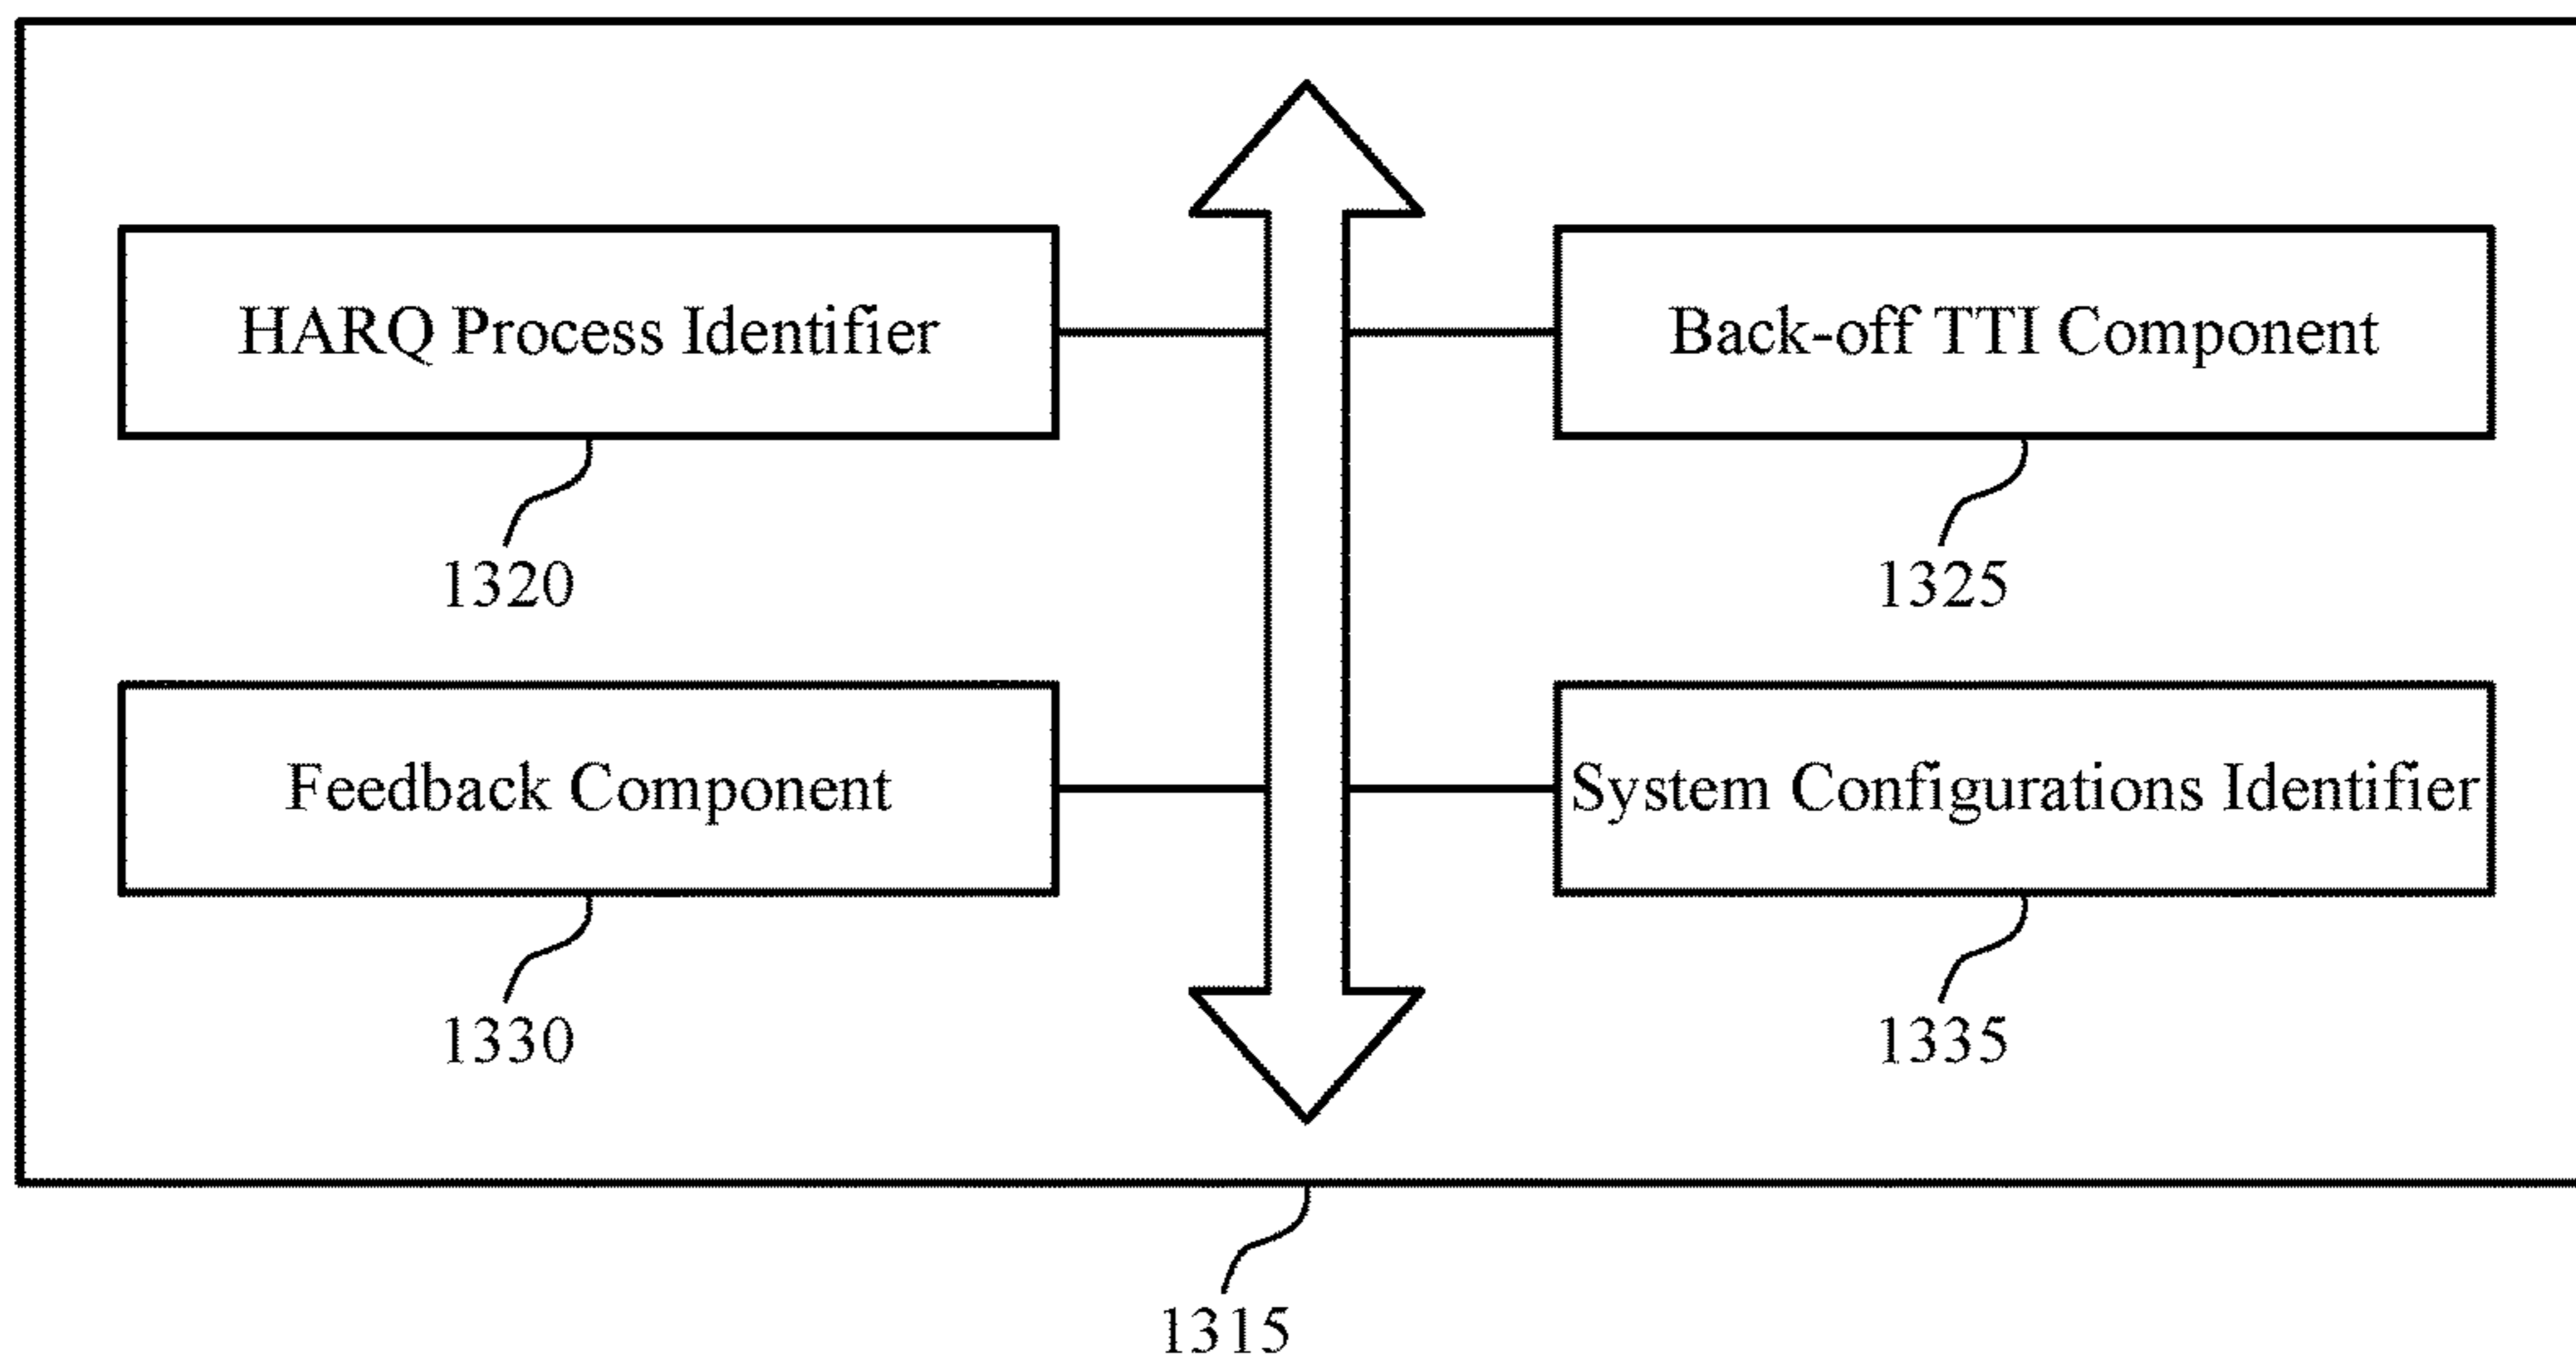 HARQ Process Identifier
Back-off TTI Component
1320
1325
Feedback Component
System Configurations Identifier
1330
1335
1315